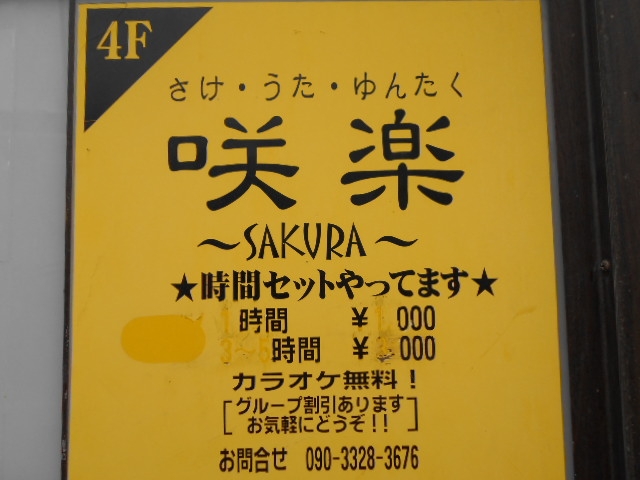 4F
さけ・うた・ゆんたく
咲楽
～SAKURA～
★時間セットやってます★
時間 ¥ 000
時間 ¥ 000
カラオケ無料!
[グループ割引あります
お気軽にどうぞ!!]
お問合せ 090-3328-3676